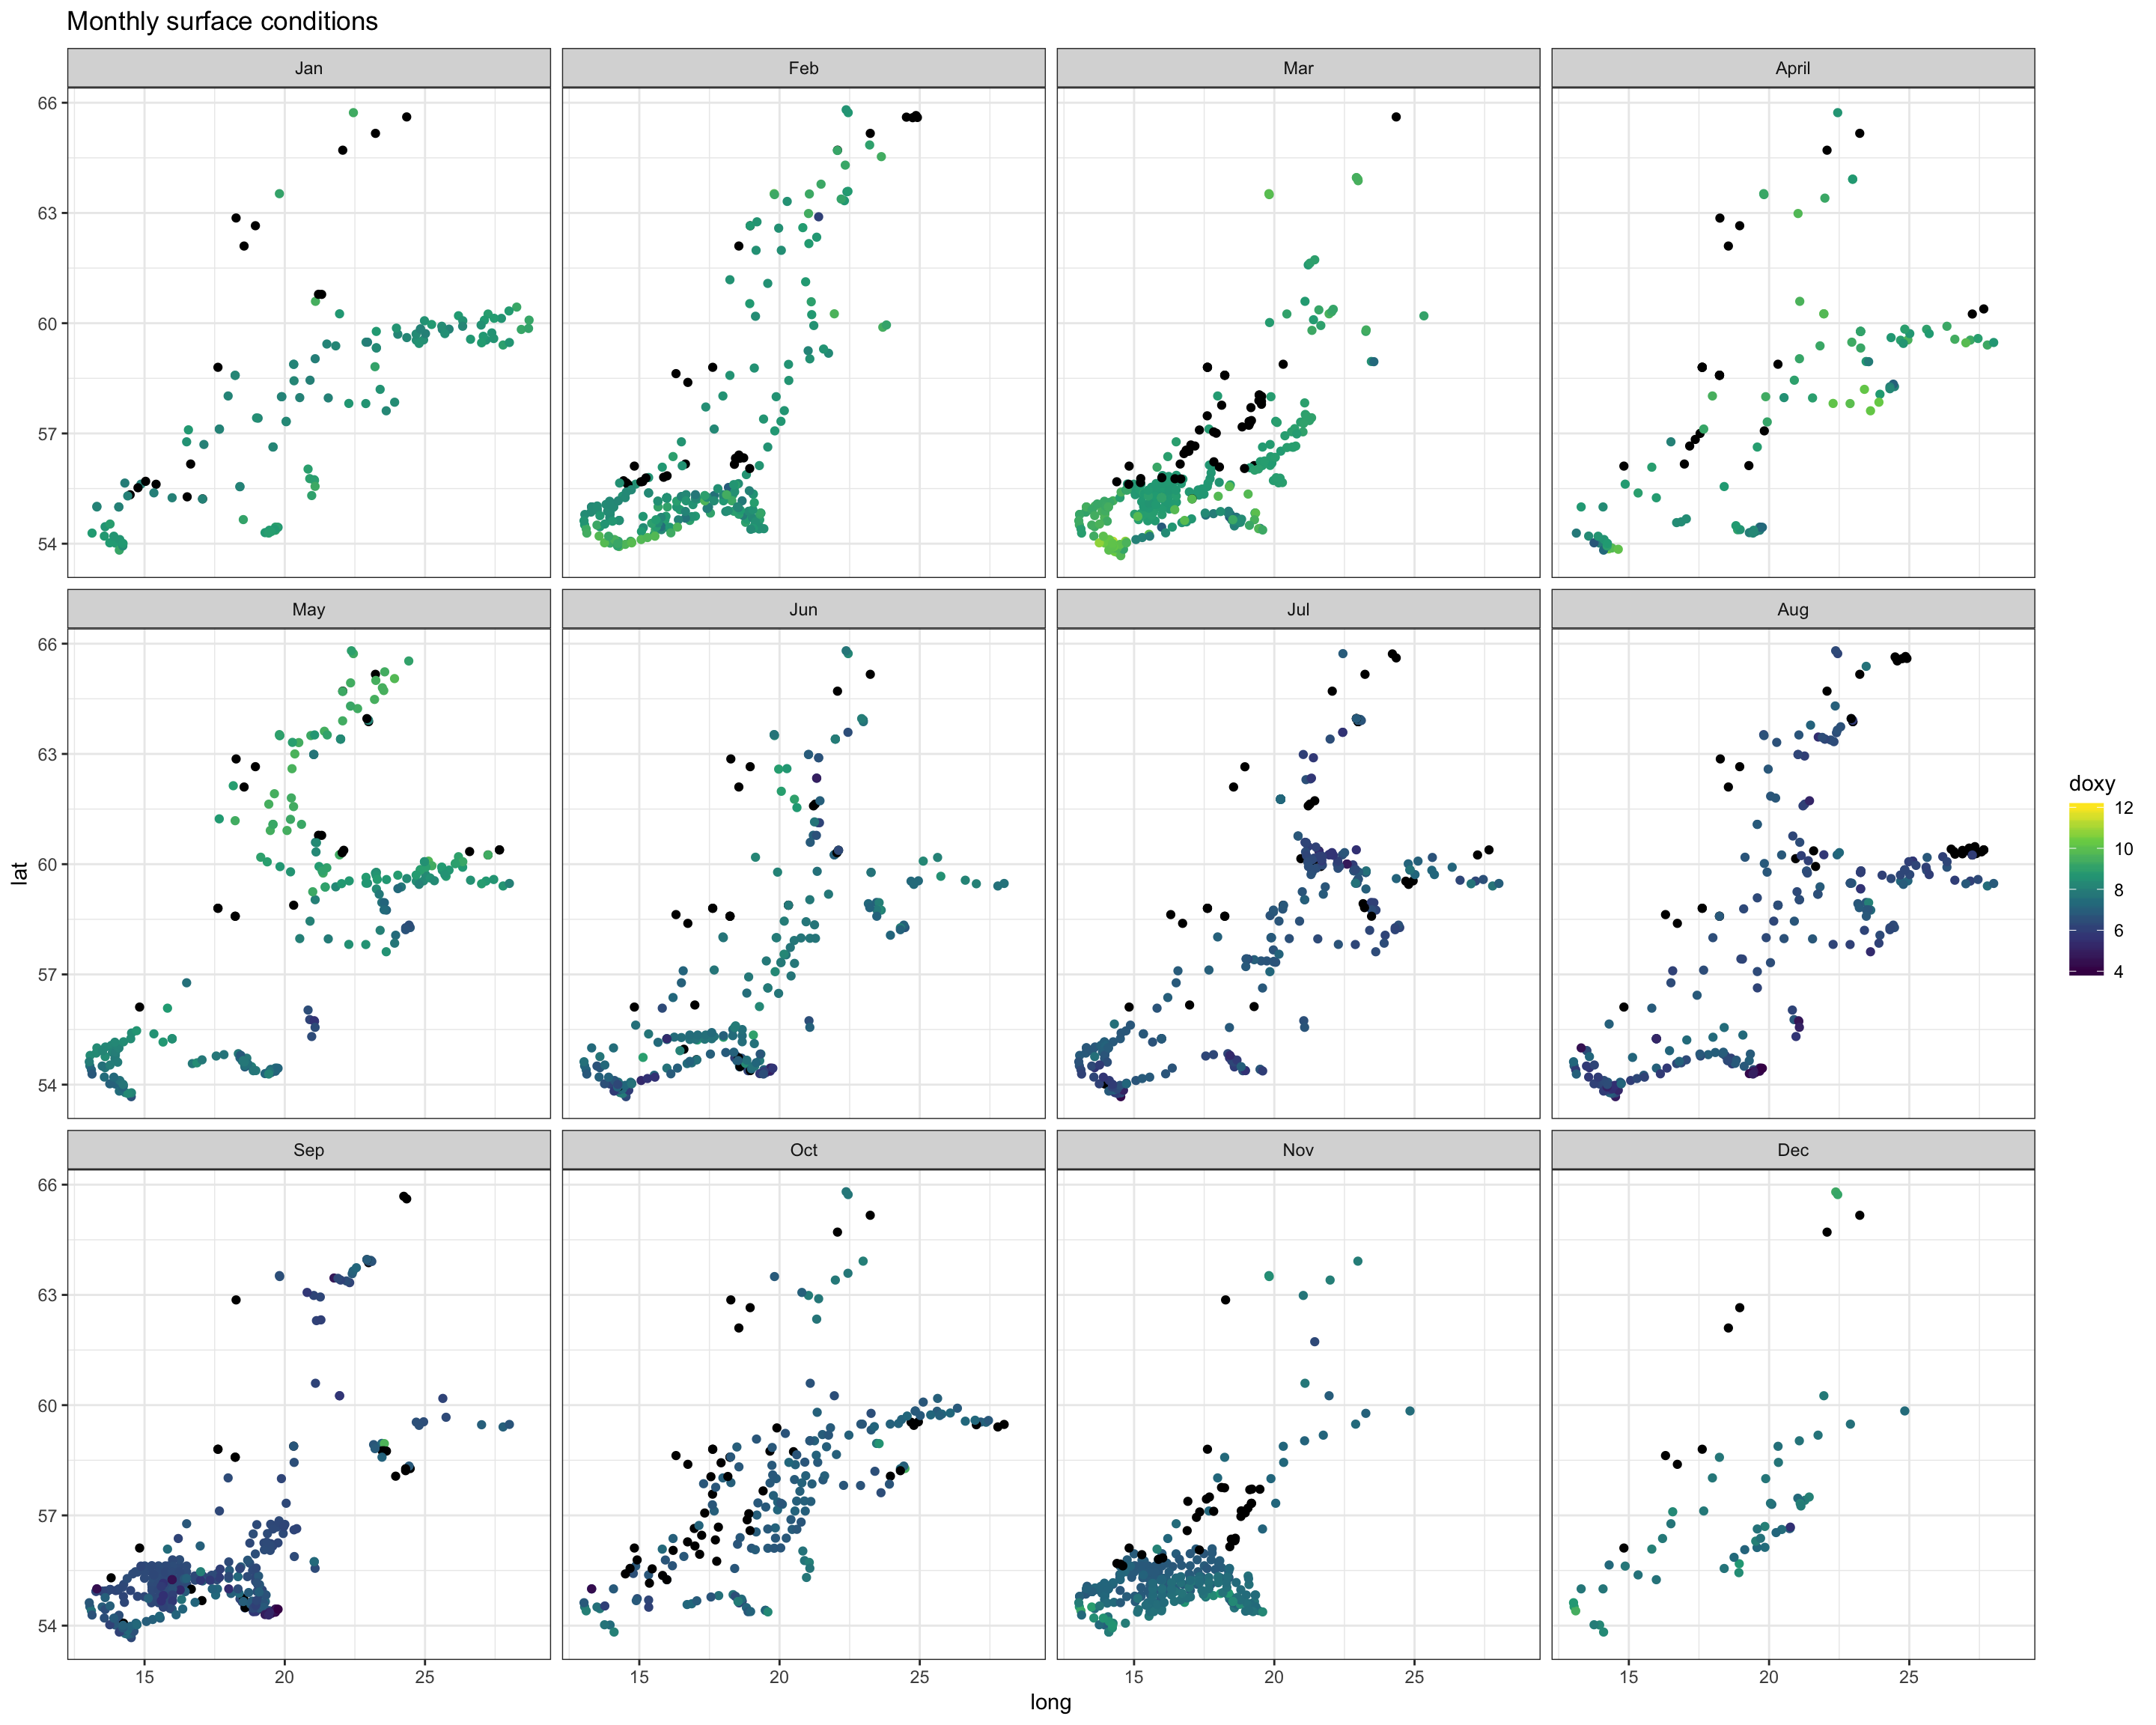 Monthly surface conditions
Jan Feb Mar April
66
63
60
57
54
May Jun Jul Aug
66
63
60
57
54
Sep Oct Nov Dec
66
63
60
57
54
15 20 25 15 20 25 15 20 25 15 20 25
long
lat
doxy
12
10
8
6
4